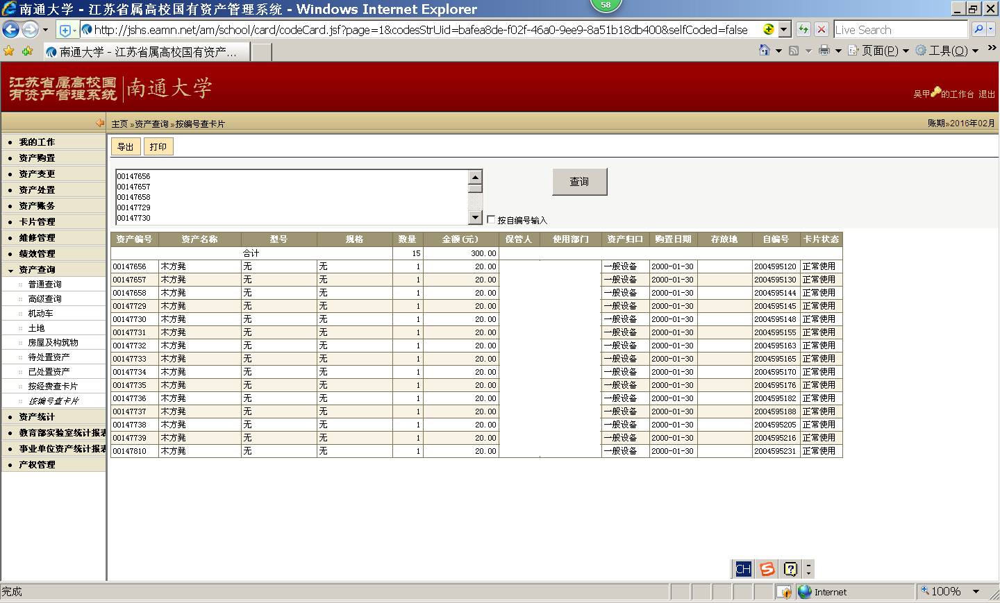 南通大学 - 江苏省属高校国有资产管理系统 - Windows Internet Explorer
58
http://jshs.eamn.net/am/school/card/codeCard.jsf?page=1&codesStrUid=bafea8de-f02f-46a0-9ee9-8a51b18db400&selfCoded=false
Live Search
南通大学 - 江苏省属高校国有资产...
页面(P) 工具(O) »
江苏省属高校国
有资产管理系统
南通大学
吴甲 的工作台 退出
主页 »资产查询 »按编号查卡片
账期»2016年02月
我的工作
资产购置
资产变更
资产处置
资产账务
卡片管理
维修管理
绩效管理
资产查询
普通查询
高级查询
机动车
土地
房屋及构筑物
待处置资产
已处置资产
按经费查卡片
按编号查卡片
资产统计
教育部实验室统计报表
事业单位资产统计报表
产权管理
导出 打印
00147656
00147657
00147658
00147729
00147730
按自编号输入
查询
资产编号 资产名称 型号 规格 数量 金额(元) 保管人 使用部门 资产归口 购置日期 存放地 自编号 卡片状态
合计 15 300.00
00147656 木方凳 无 无 1 20.00 一般设备 2000-01-30 2004595120 正常使用
00147657 木方凳 无 无 1 20.00 一般设备 2000-01-30 2004595130 正常使用
00147658 木方凳 无 无 1 20.00 一般设备 2000-01-30 2004595144 正常使用
00147729 木方凳 无 无 1 20.00 一般设备 2000-01-30 2004595145 正常使用
00147730 木方凳 无 无 1 20.00 一般设备 2000-01-30 2004595148 正常使用
00147731 木方凳 无 无 1 20.00 一般设备 2000-01-30 2004595155 正常使用
00147732 木方凳 无 无 1 20.00 一般设备 2000-01-30 2004595163 正常使用
00147733 木方凳 无 无 1 20.00 一般设备 2000-01-30 2004595165 正常使用
00147734 木方凳 无 无 1 20.00 一般设备 2000-01-30 2004595170 正常使用
00147735 木方凳 无 无 1 20.00 一般设备 2000-01-30 2004595176 正常使用
00147736 木方凳 无 无 1 20.00 一般设备 2000-01-30 2004595182 正常使用
00147737 木方凳 无 无 1 20.00 一般设备 2000-01-30 2004595188 正常使用
00147738 木方凳 无 无 1 20.00 一般设备 2000-01-30 2004595205 正常使用
00147739 木方凳 无 无 1 20.00 一般设备 2000-01-30 2004595216 正常使用
00147810 木方凳 无 无 1 20.00 一般设备 2000-01-30 2004595231 正常使用
CH
完成
Internet
100%